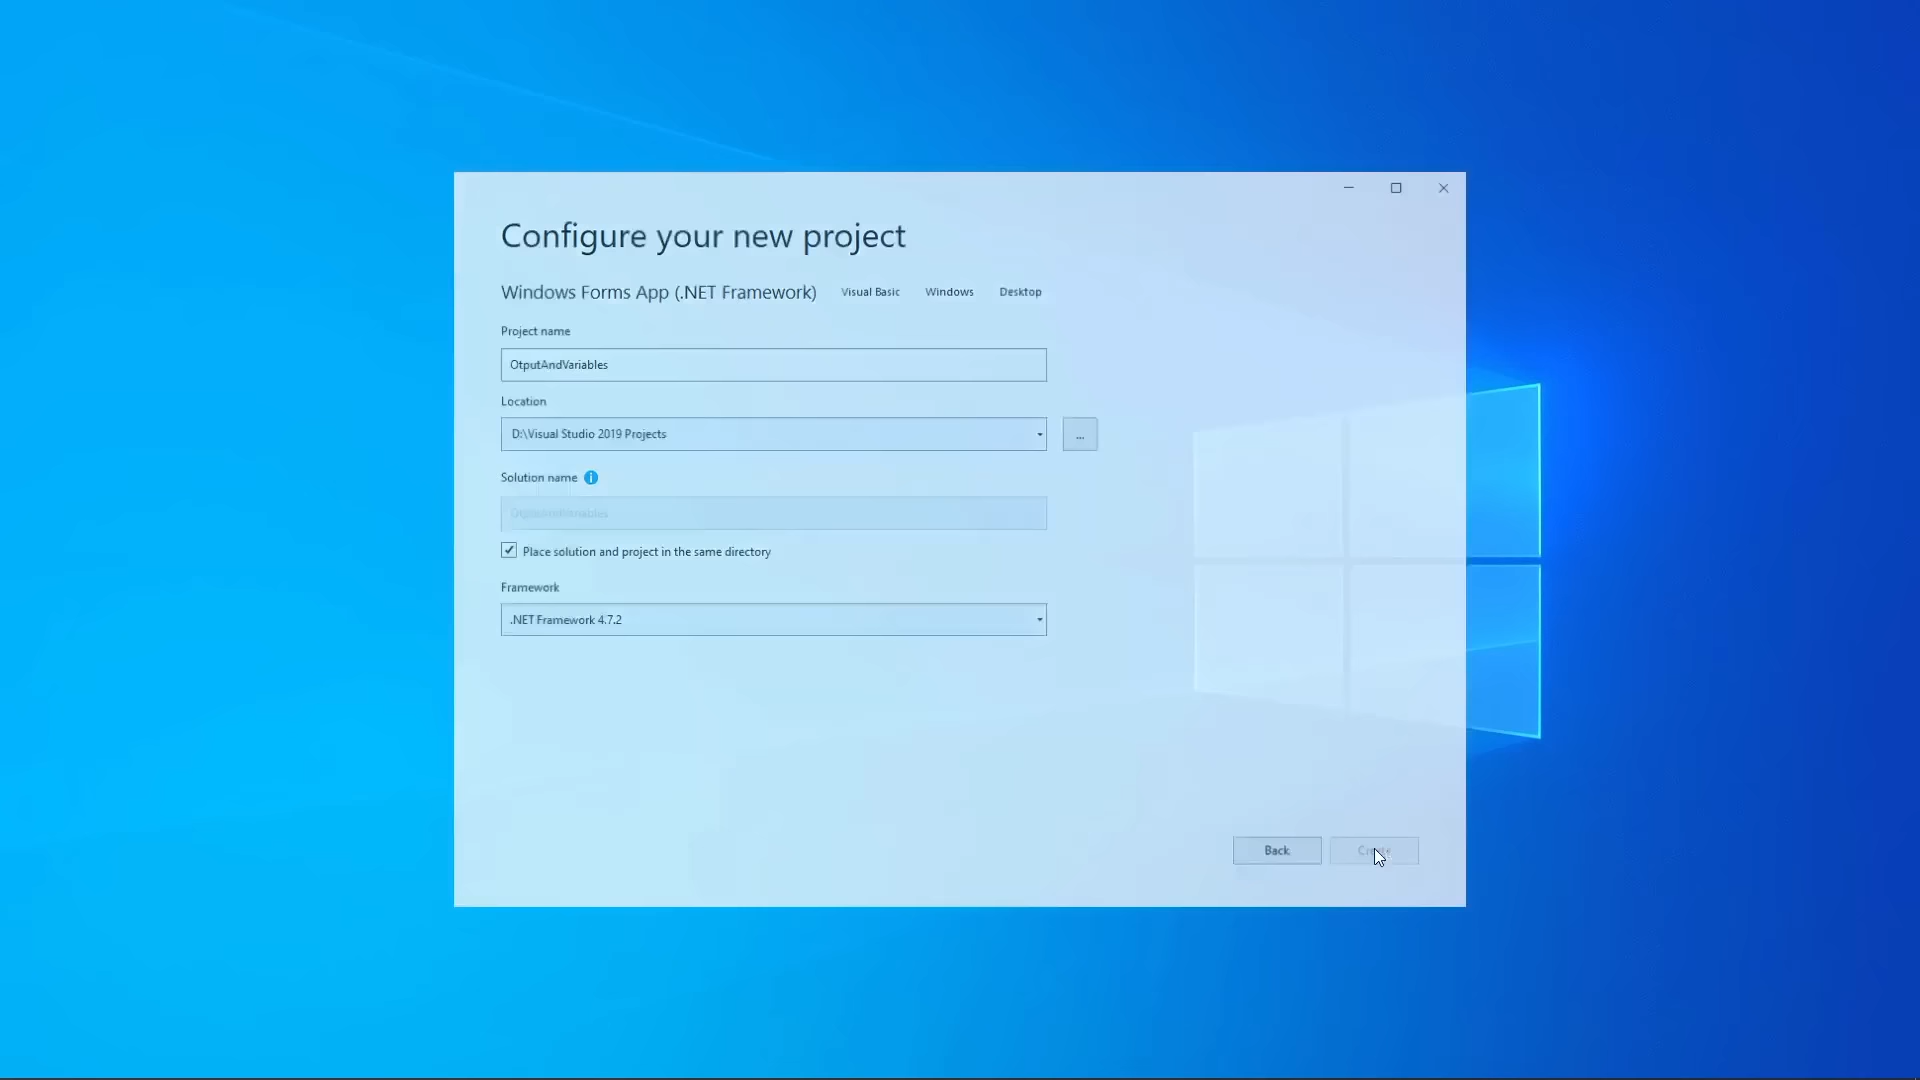 Configure your new project
Windows Forms App (.NET Framework) Visual Basic Windows Desktop
Project name
OtputAndVariables
Location
D:\Visual Studio 2019 Projects
...
Solution name
OtputAndVariables
Place solution and project in the same directory
Framework
.NET Framework 4.7.2
Back Create